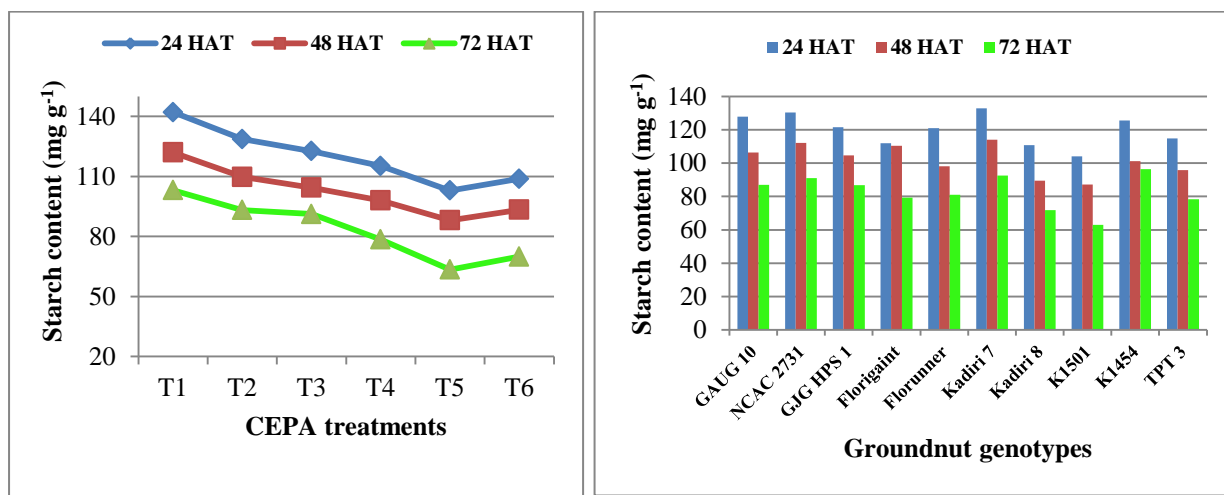 24 HAT 48 HAT 72 HAT
Starch content (mg g-1)
140
110
80
50
20
T1 T2 T3 T4 T5 T6
CEPA treatments
24 HAT 48 HAT 72 HAT
Starch content (mg g-1)
140
120
100
80
60
40
20
0
GAUG 10
NCAC 2731
GJG HPS 1
Florigaint
Florunner
Kadiri 7
Kadiri 8
K1501
K1454
TPT 3
Groundnut genotypes